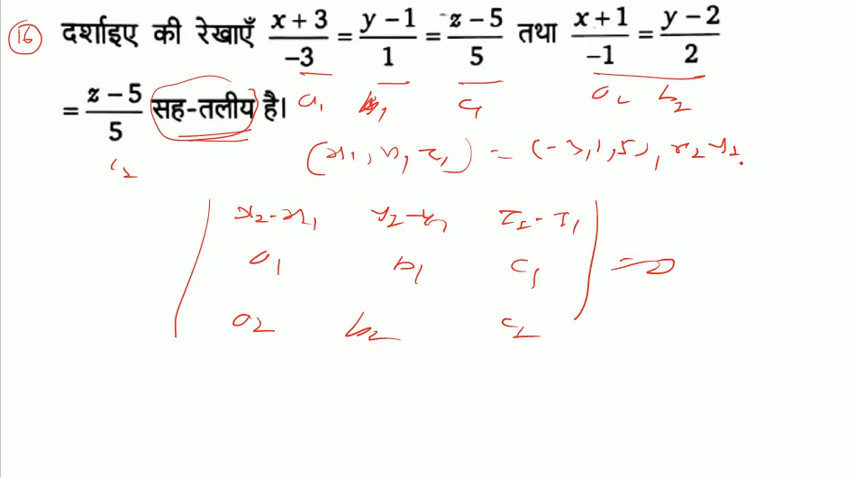 16 दर्शाइए की रेखाएँ (x + 3)/(-3) = (y - 1)/1 = (z - 5)/5 तथा (x + 1)/(-1) = (y - 2)/2
= (z - 5)/5 सह-तलीय है।
a₁ b₁ c₁ a₂ b₂
c₂
(x₁, y₁, z₁) = (-3, 1, 5), x₂ y₂
| x₂-x₁ y₂-y₁ z₂-z₁ |
| a₁ b₁ c₁ | = 0
| a₂ b₂ c₂ |